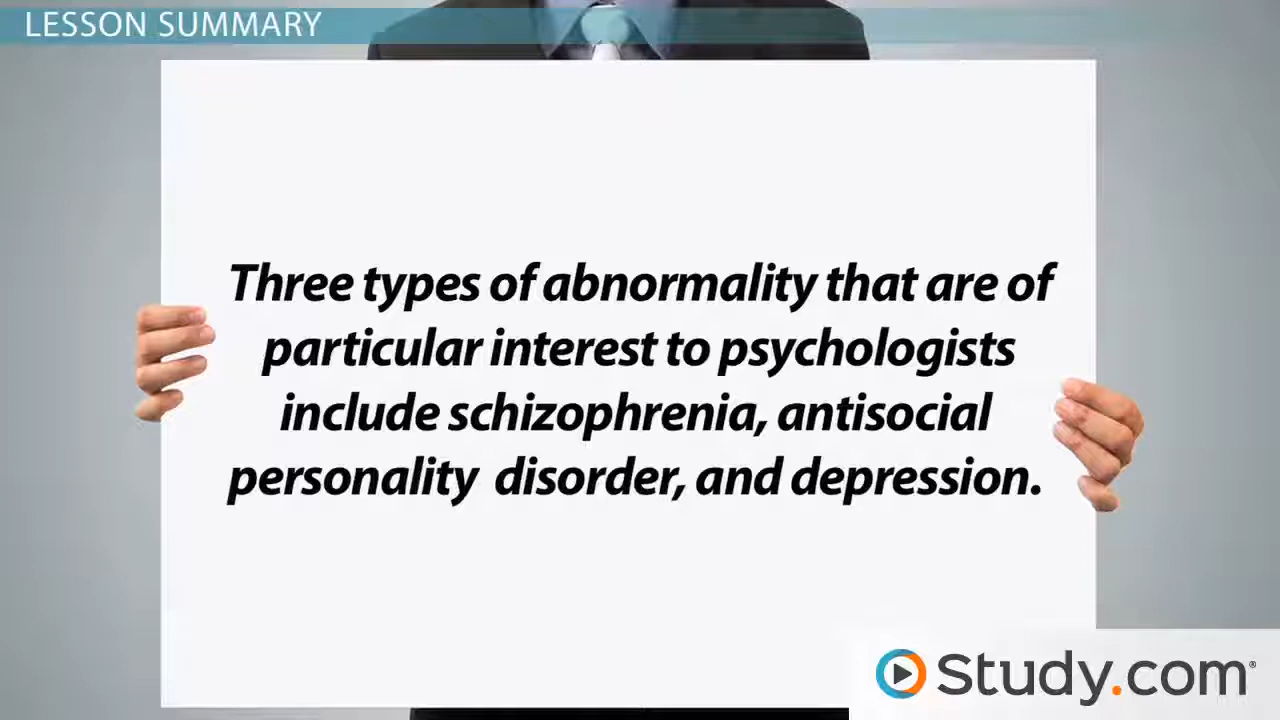 LESSON SUMMARY
Three types of abnormality that are of
particular interest to psychologists
include schizophrenia, antisocial
personality disorder, and depression.
Study.com®